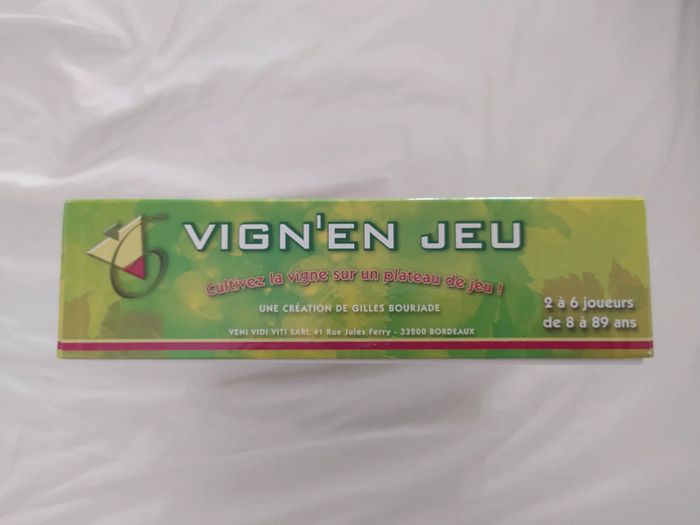 VIGN'EN JEU
Cultivez la vigne sur un plateau de jeu !
UNE CRÉATION DE GILLES BOURJADE
VENI VIDI VITI SARL 41 Rue Jules Ferry - 33200 BORDEAUX
2 à 6 joueurs
de 8 à 89 ans